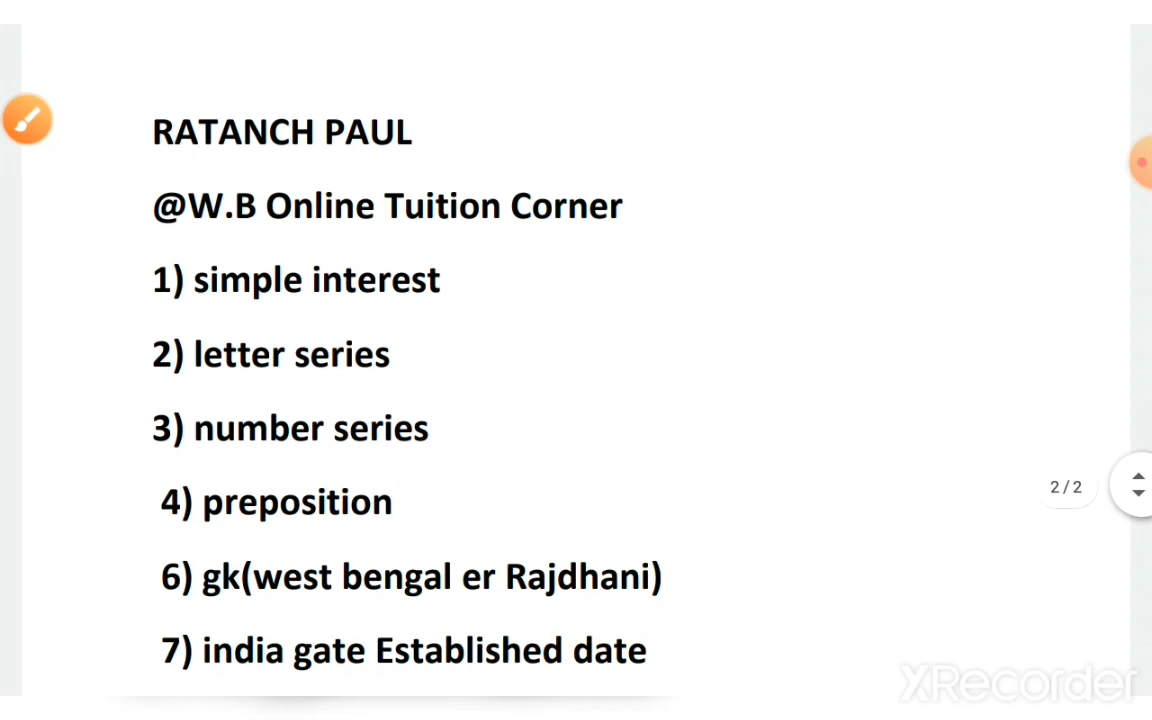 RATANCH PAUL
@W.B Online Tuition Corner
1) simple interest
2) letter series
3) number series
4) preposition
2/2
6) gk(west bengal er Rajdhani)
7) india gate Established date
XRecorder